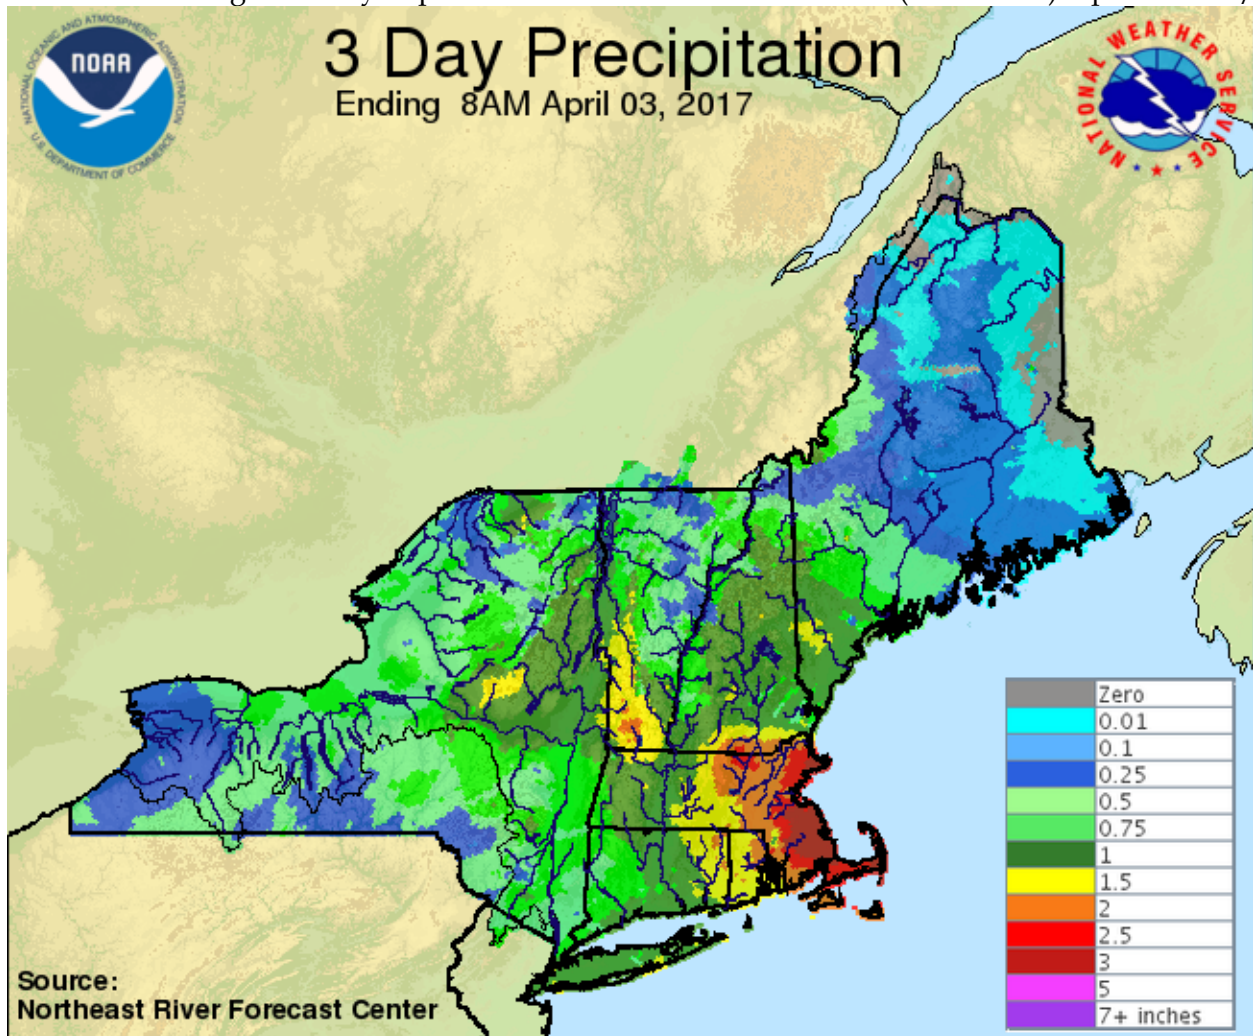 3 Day Precipitation
Ending 8AM April 03, 2017
NATIONAL OCEANIC AND ATMOSPHERIC ADMINISTRATION
NOAA
U.S. DEPARTMENT OF COMMERCE
NATIONAL WEATHER SERVICE
Zero
0.01
0.1
0.25
0.5
0.75
1
1.5
2
2.5
3
5
7+ inches
Source:
Northeast River Forecast Center